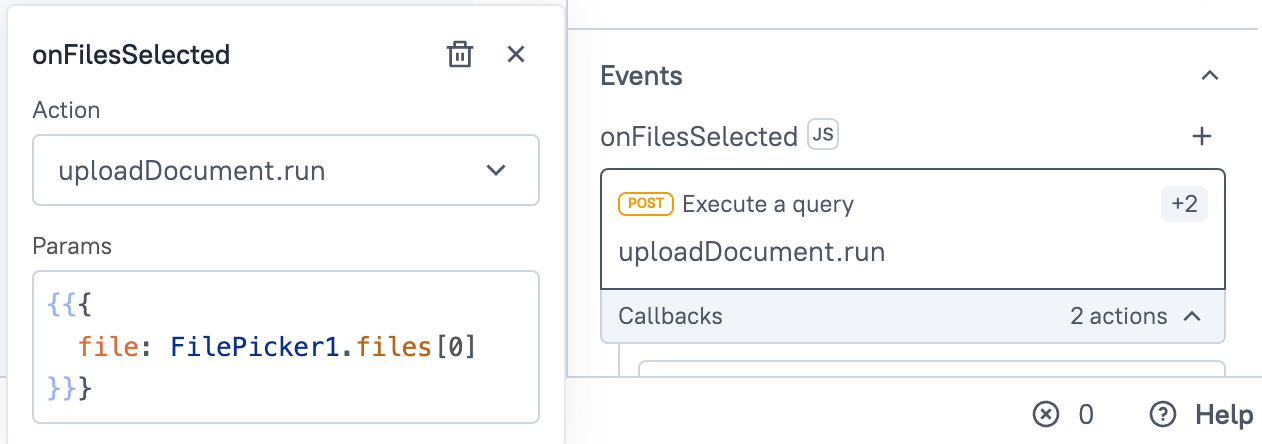 onFilesSelected
Action
uploadDocument.run
Params
{{{
file: FilePicker1.files[0]
}}}
Events
onFilesSelected JS
POST Execute a query +2
uploadDocument.run
Callbacks 2 actions
0 Help